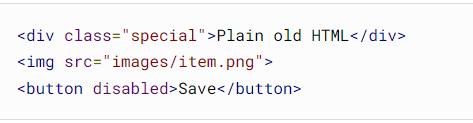 <div class="special">Plain old HTML</div>
<img src="images/item.png">
<button disabled>Save</button>